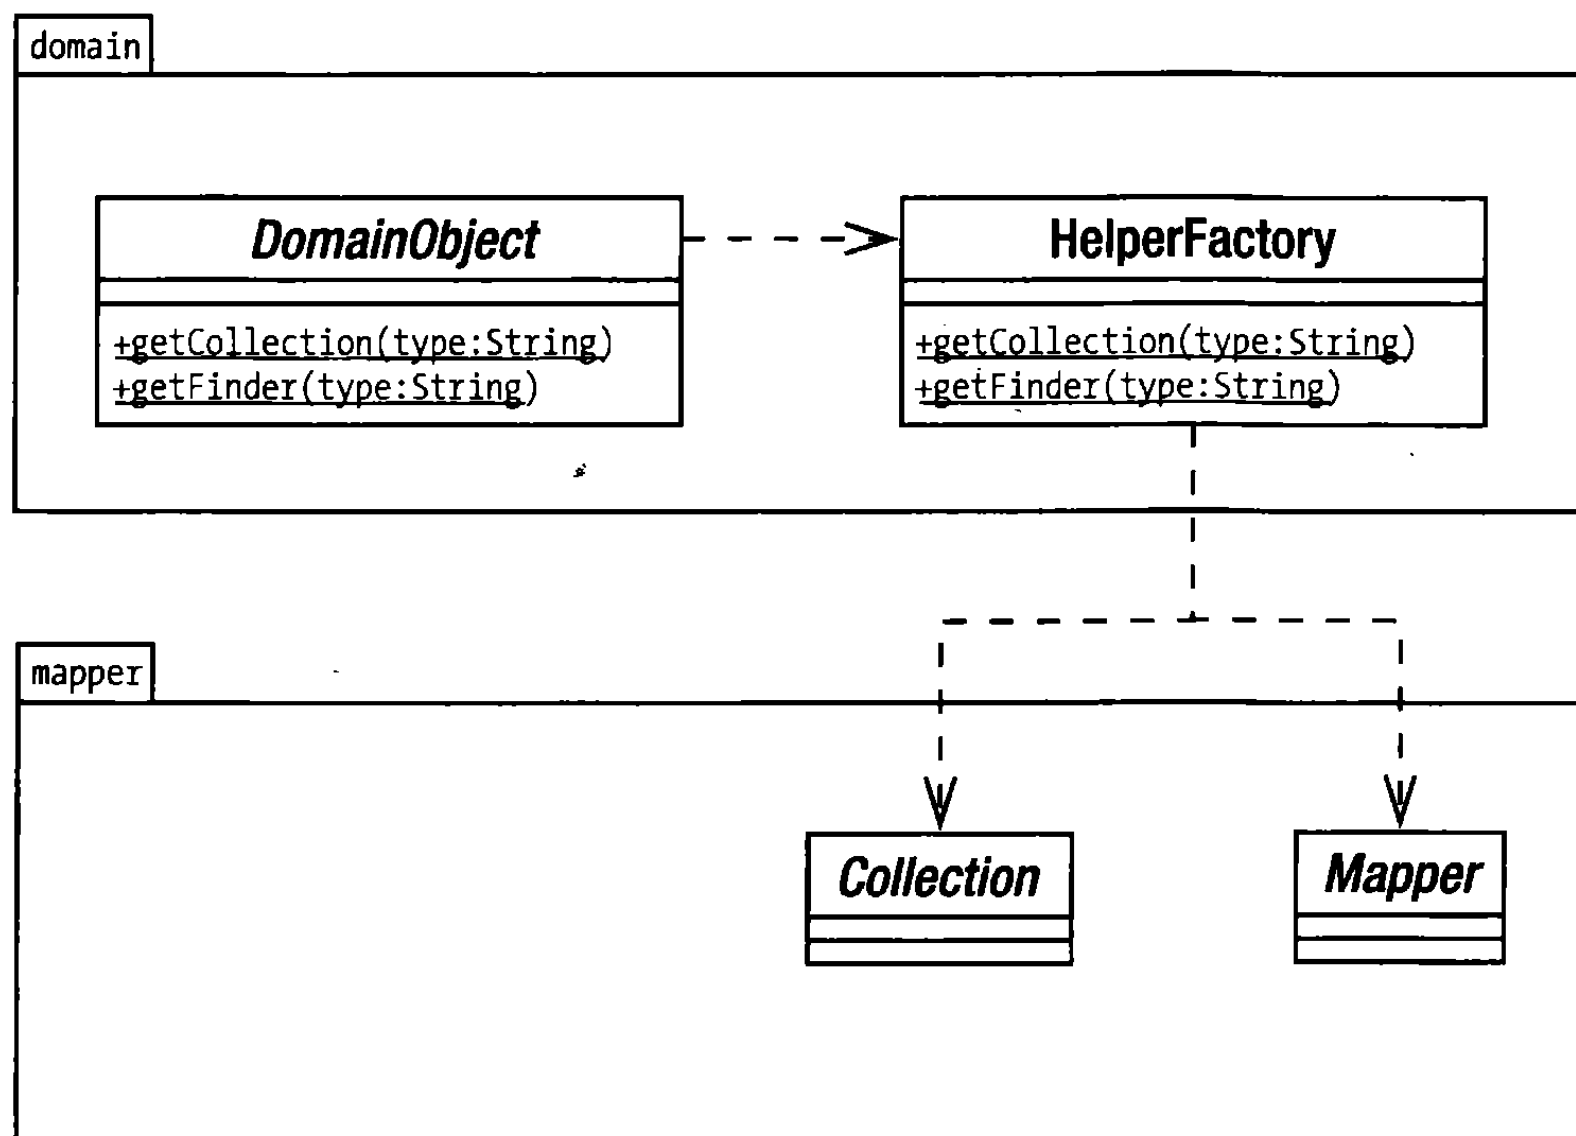 domain
DomainObject
+getCollection(type:String)
+getFinder(type:String)
HelperFactory
+getCollection(type:String)
+getFinder(type:String)
mapper
Collection
Mapper